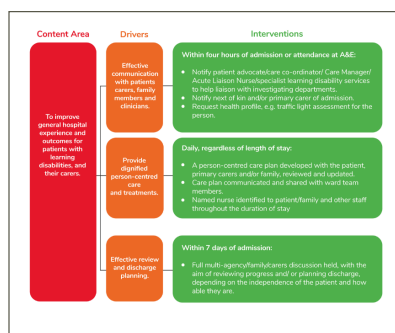 Content Area
Drivers
Interventions
To improve
general hospital
experience and
outcomes for
patients with
learning
disabilities, and
their carers.
Effective
communication
with patients
carers, family
members and
clinicians.
Within four hours of admission or attendance at A&E:
• Notify patient advocate/care co-ordinator/ Care Manager/
Acute Liaison Nurse/specialist learning disability services
to help liaison with investigating departments.
• Notify next of kin and/or primary carer of admission.
• Request health profile, e.g. traffic light assessment for the
person.
Provide
dignified
person-centred
care
and treatments.
Daily, regardless of length of stay:
• A person-centred care plan developed with the patient,
primary carers and/or family, reviewed and updated.
• Care plan communicated and shared with ward team
members.
• Named nurse identified to patient/family and other staff
throughout the duration of stay
Effective review
and discharge
planning.
Within 7 days of admission:
• Full multi-agency/family/carers discussion held, with
the aim of reviewing progress and/ or planning discharge,
depending on the independence of the patient and how
able they are.